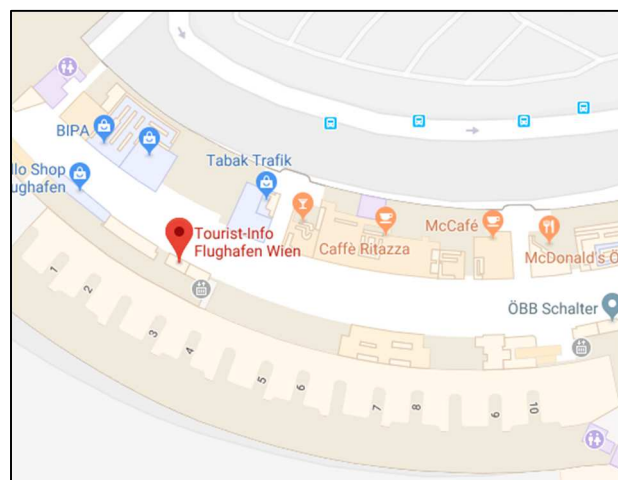 BIPA
Tabak Trafik
llo Shop
lughafen
Tourist-Info
Flughafen Wien
Caffè Ritazza
McCafé
McDonald's Ö
ÖBB Schalter
1
2
3
4
5
6
7
8
9
10